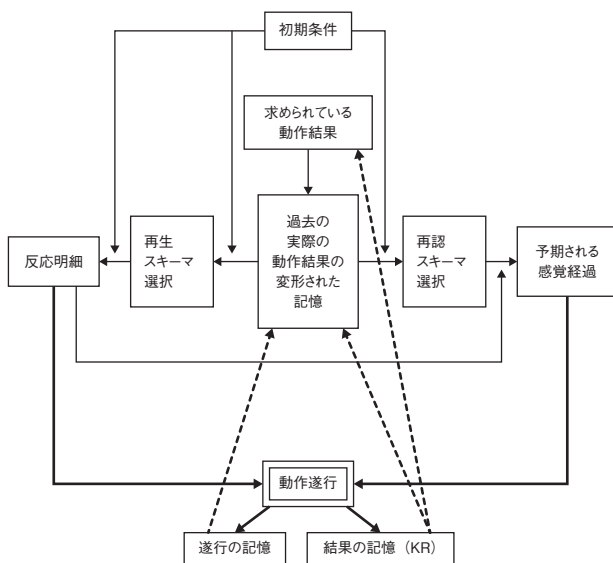 初期条件
求められている
動作結果
過去の
実際の
動作結果の
変形された
記憶
再生
スキーマ
選択
反応明細
再認
スキーマ
選択
予期される
感覚経過
動作遂行
遂行の記憶
結果の記憶（KR）